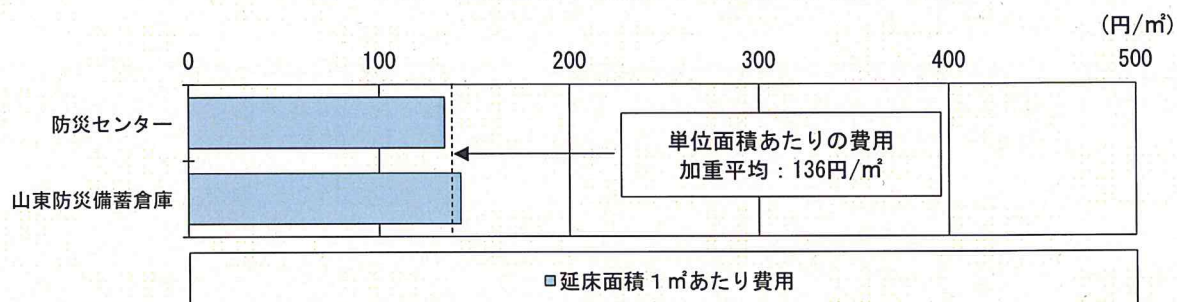 (円/㎡)
0 100 200 300 400 500
防災センター
山東防災備蓄倉庫
単位面積あたりの費用
加重平均：136円/㎡
延床面積１㎡あたり費用